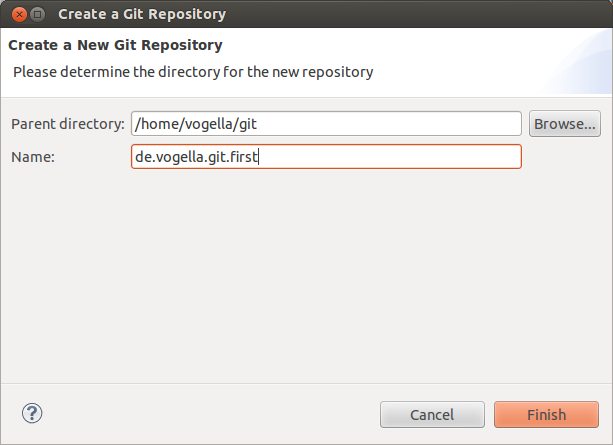 Create a Git Repository
Create a New Git Repository
Please determine the directory for the new repository
Parent directory: /home/vogella/git Browse...
Name: de.vogella.git.first
? Cancel Finish